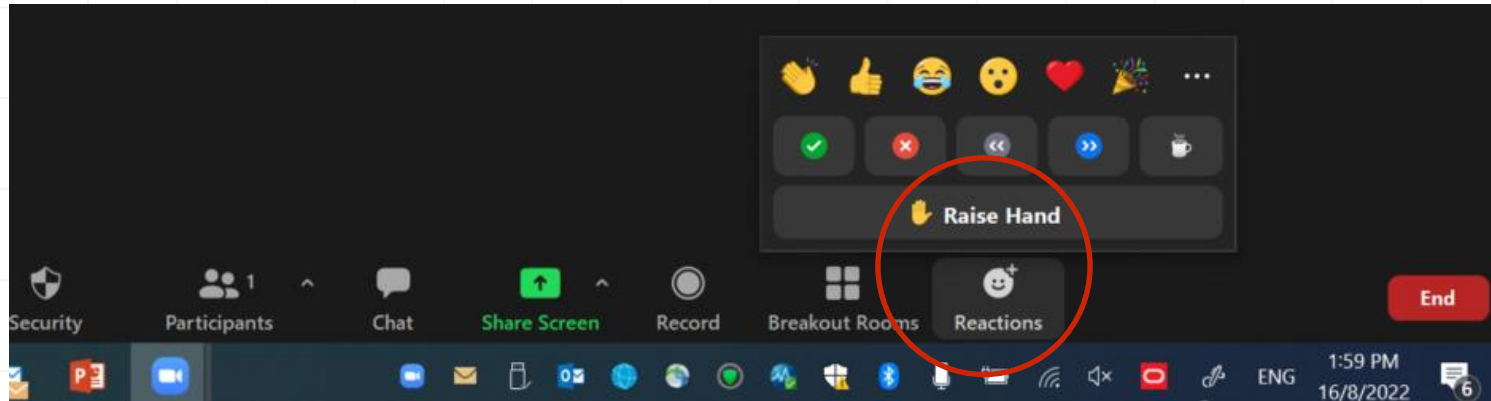 Raise Hand
1
Security Participants Chat Share Screen Record Breakout Rooms Reactions End
1:59 PM
ENG
16/8/2022
6